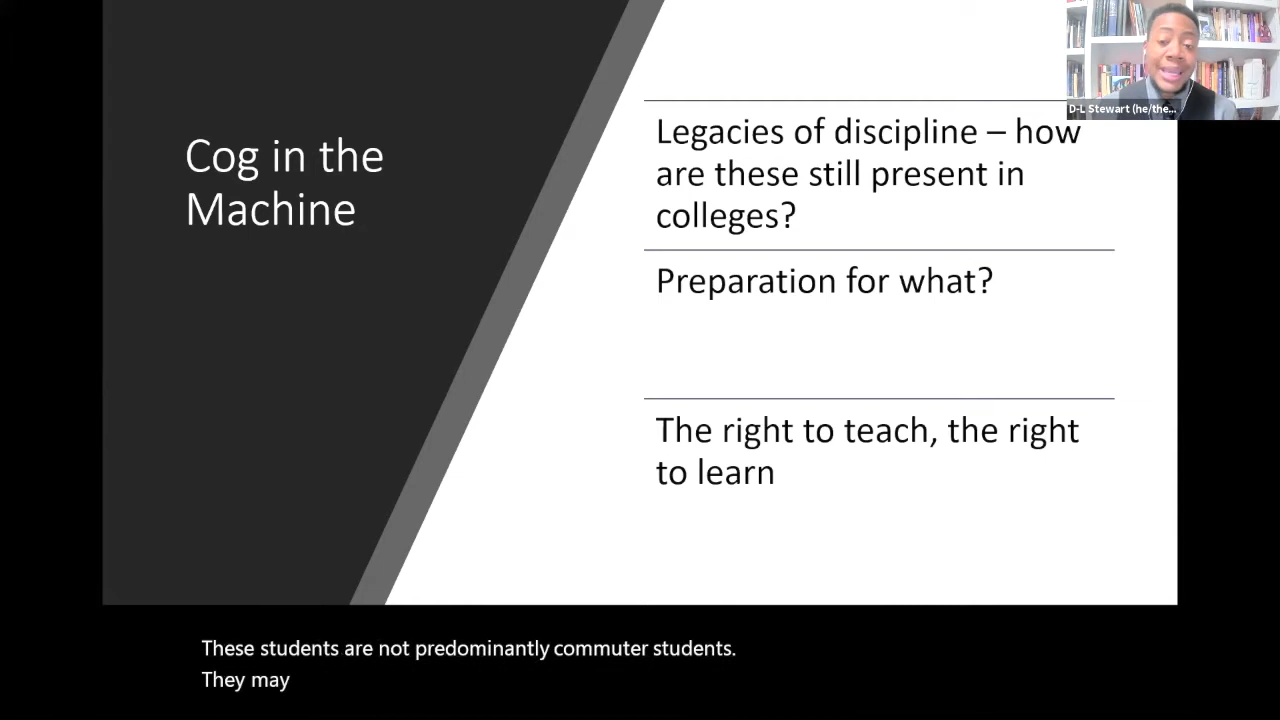 Cog in the
Machine
D-L Stewart (he/the...
Legacies of discipline – how
are these still present in
colleges?
Preparation for what?
The right to teach, the right
to learn
These students are not predominantly commuter students.
They may